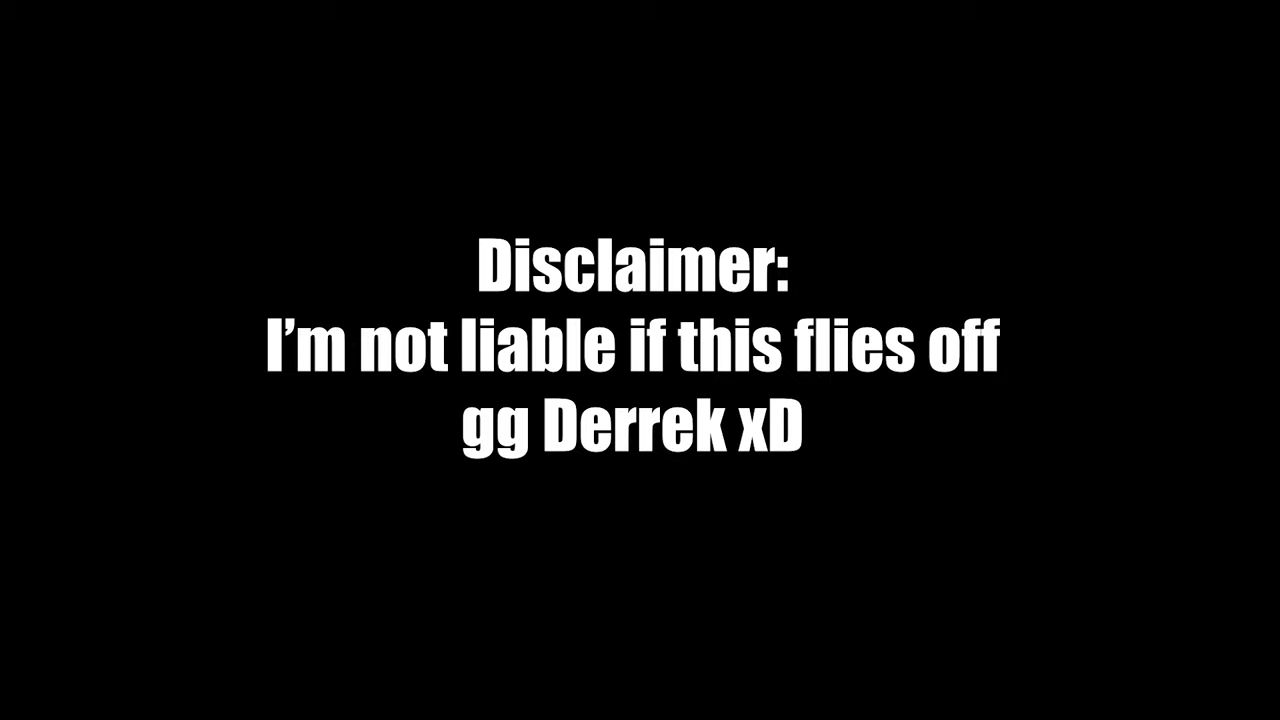 Disclaimer:
I’m not liable if this flies off
gg Derrek xD